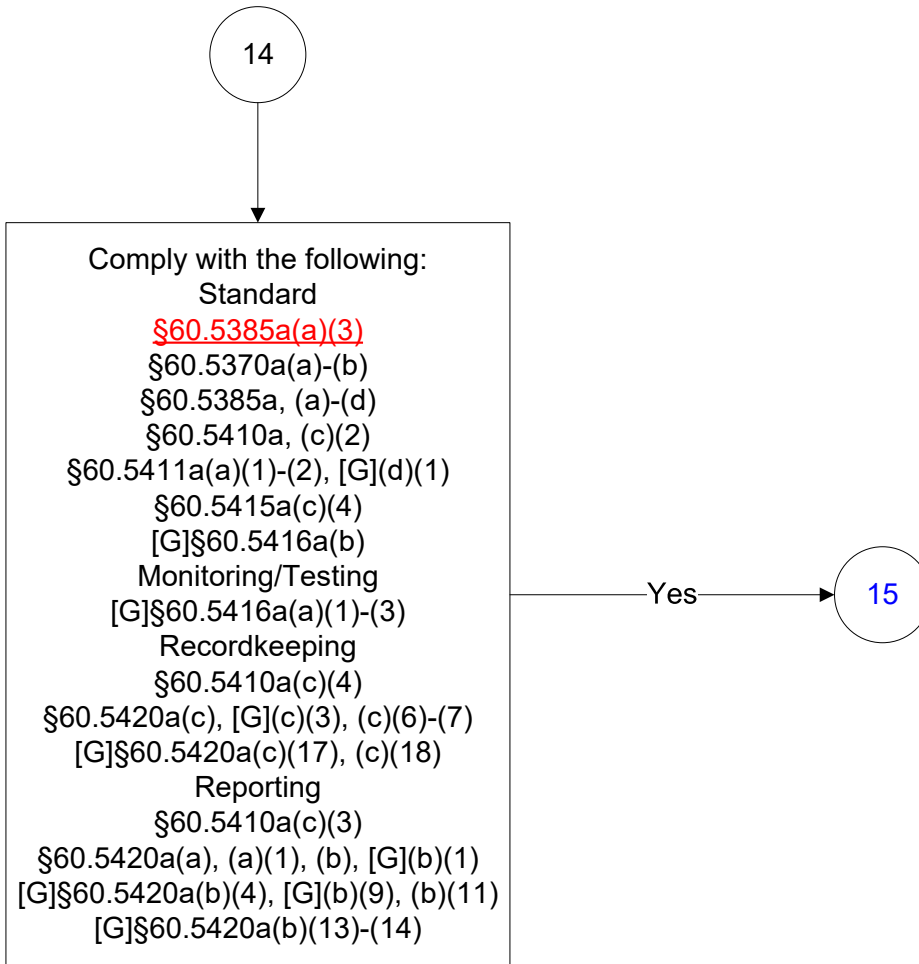 14
Comply with the following:
Standard
§60.5385a(a)(3)
§60.5370a(a)-(b)
§60.5385a, (a)-(d)
§60.5410a, (c)(2)
§60.5411a(a)(1)-(2), [G](d)(1)
§60.5415a(c)(4)
[G]§60.5416a(b)
Monitoring/Testing
[G]§60.5416a(a)(1)-(3)
Recordkeeping
§60.5410a(c)(4)
§60.5420a(c), [G](c)(3), (c)(6)-(7)
[G]§60.5420a(c)(17), (c)(18)
Reporting
§60.5410a(c)(3)
§60.5420a(a), (a)(1), (b), [G](b)(1)
[G]§60.5420a(b)(4), [G](b)(9), (b)(11)
[G]§60.5420a(b)(13)-(14)
Yes
15